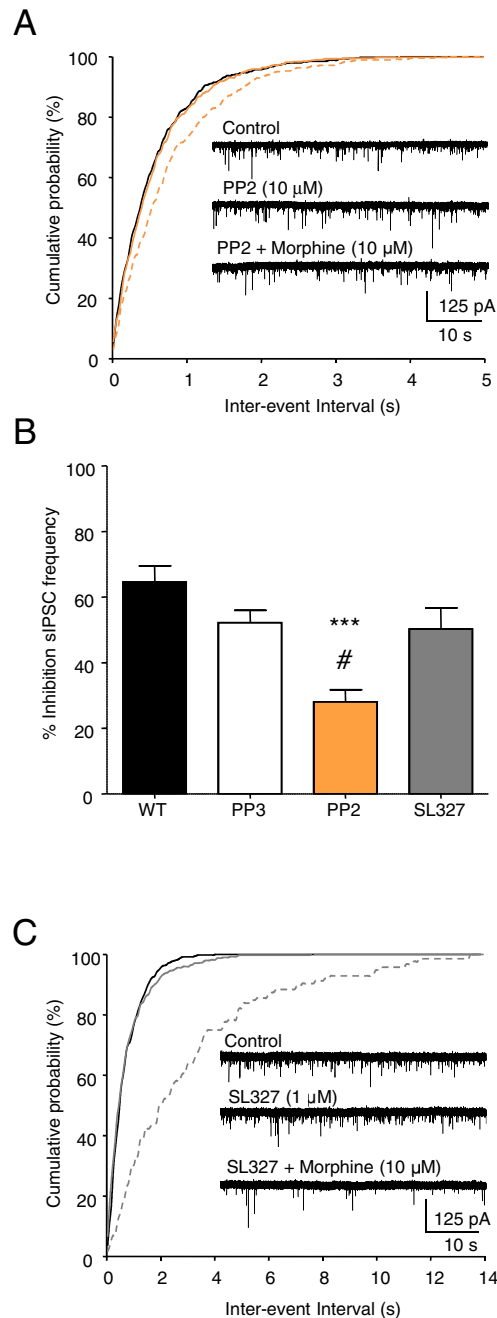 A
Cumulative probability (%)
100
80
60
40
20
0
Control
PP2 (10 µM)
PP2 + Morphine (10 µM)
125 pA
10 s
0 1 2 3 4 5
Inter-event Interval (s)
B
% Inhibition sIPSC frequency
100
80
60
40
20
0
***
#
WT PP3 PP2 SL327
C
Cumulative probability (%)
100
80
60
40
20
0
Control
SL327 (1 µM)
SL327 + Morphine (10 µM)
125 pA
10 s
0 2 4 6 8 10 12 14
Inter-event Interval (s)